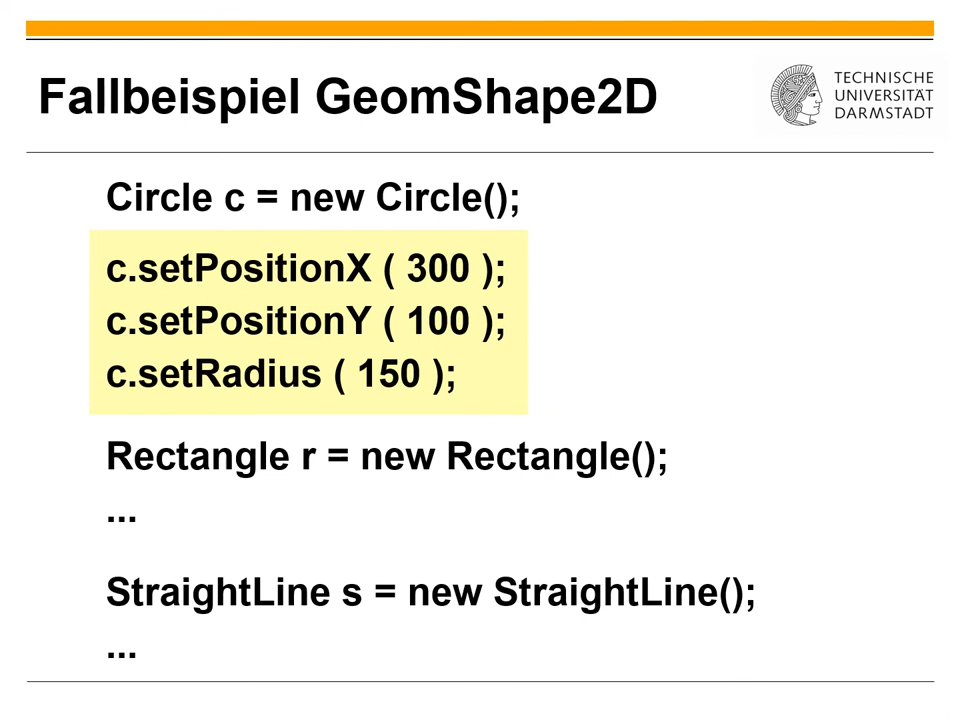 Fallbeispiel GeomShape2D
TECHNISCHE
UNIVERSITÄT
DARMSTADT
Circle c = new Circle();
c.setPositionX ( 300 );
c.setPositionY ( 100 );
c.setRadius ( 150 );
Rectangle r = new Rectangle();
...
StraightLine s = new StraightLine();
...